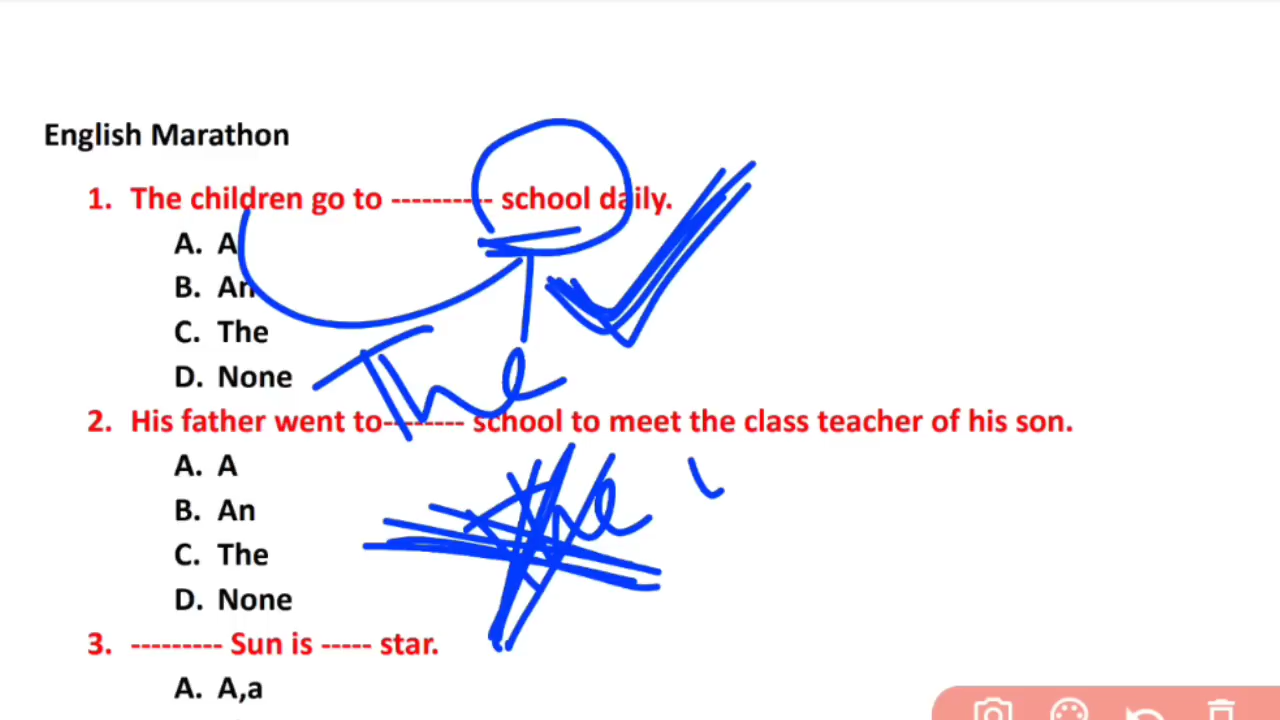 English Marathon
1. The children go to ---------- school daily.
A. A
B. An
C. The
D. None
The
2. His father went to-------- school to meet the class teacher of his son.
A. A
B. An
The
C. The
D. None
3. --------- Sun is ----- star.
A. A,a